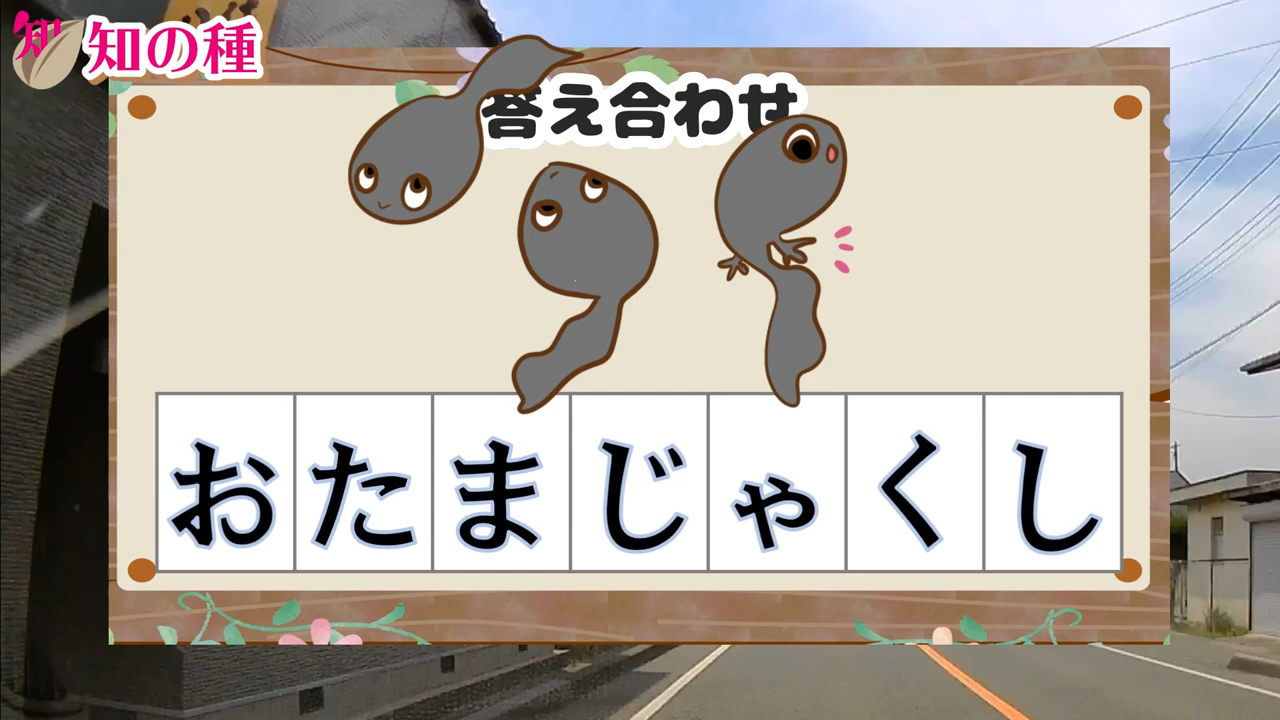 知の種
答え合わせ
おたまじゃくし